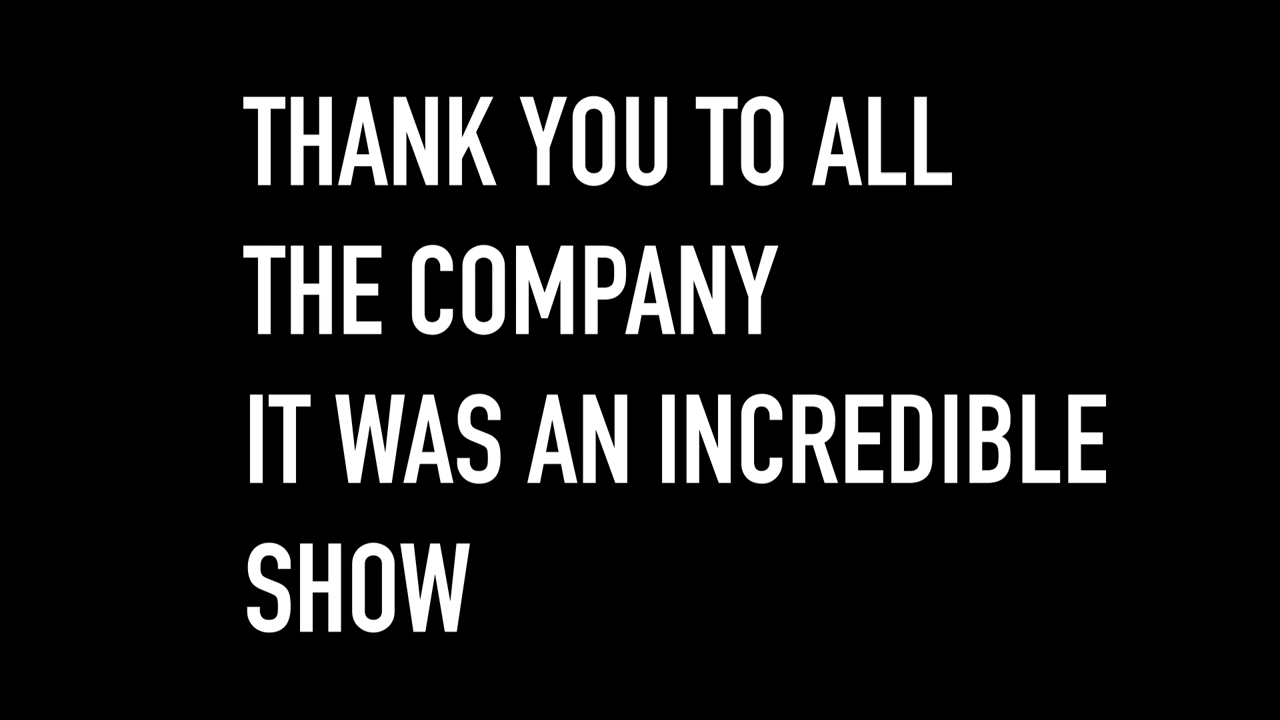 THANK YOU TO ALL
THE COMPANY
IT WAS AN INCREDIBLE
SHOW